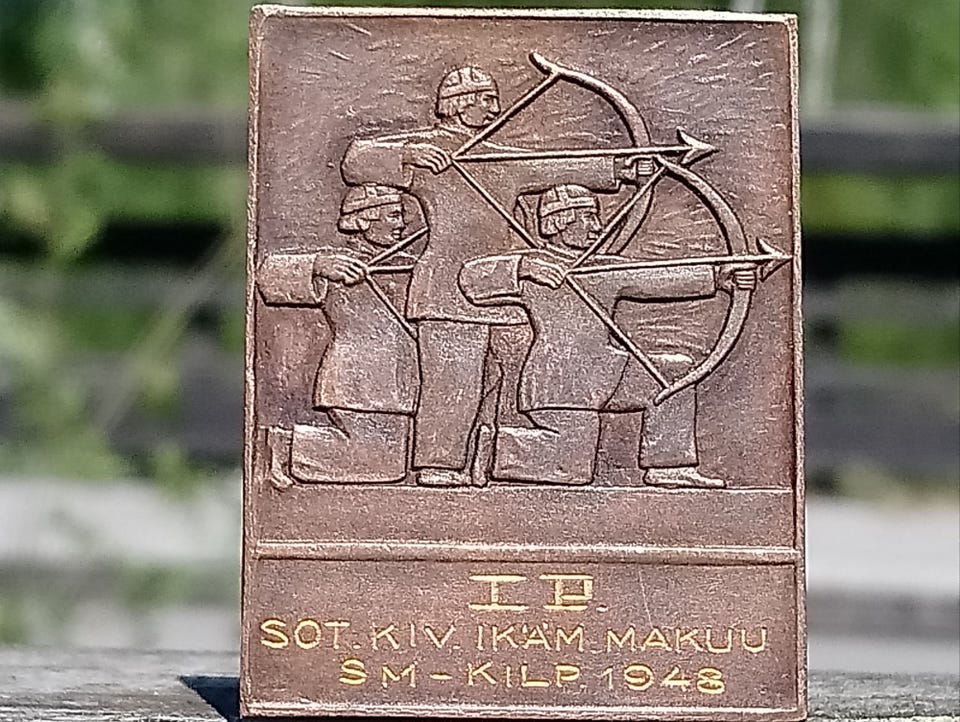 I P.
SOT. KIV. IKÄM. MAKUU
SM-KILP. 1948